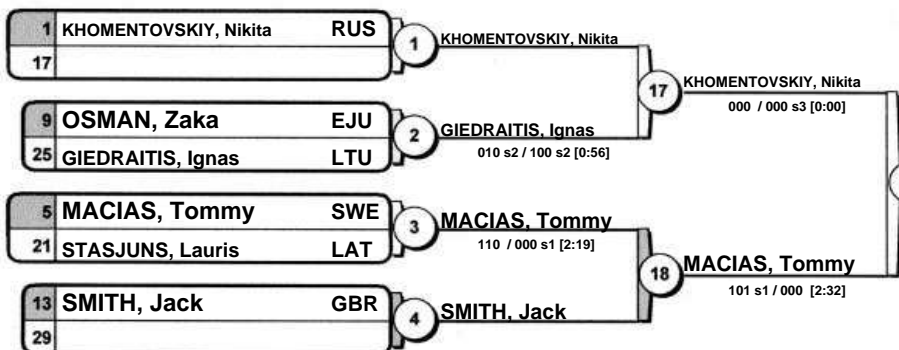 1 KHOMENTOVSKIY, Nikita RUS
17
1
KHOMENTOVSKIY, Nikita
9 OSMAN, Zaka EJU
25 GIEDRAITIS, Ignas LTU
2
GIEDRAITIS, Ignas
010 s2 / 100 s2 [0:56]
17
KHOMENTOVSKIY, Nikita
000 / 000 s3 [0:00]
5 MACIAS, Tommy SWE
21 STASJUNS, Lauris LAT
3
MACIAS, Tommy
110 / 000 s1 [2:19]
13 SMITH, Jack GBR
29
4
SMITH, Jack
18
MACIAS, Tommy
101 s1 / 000 [2:32]